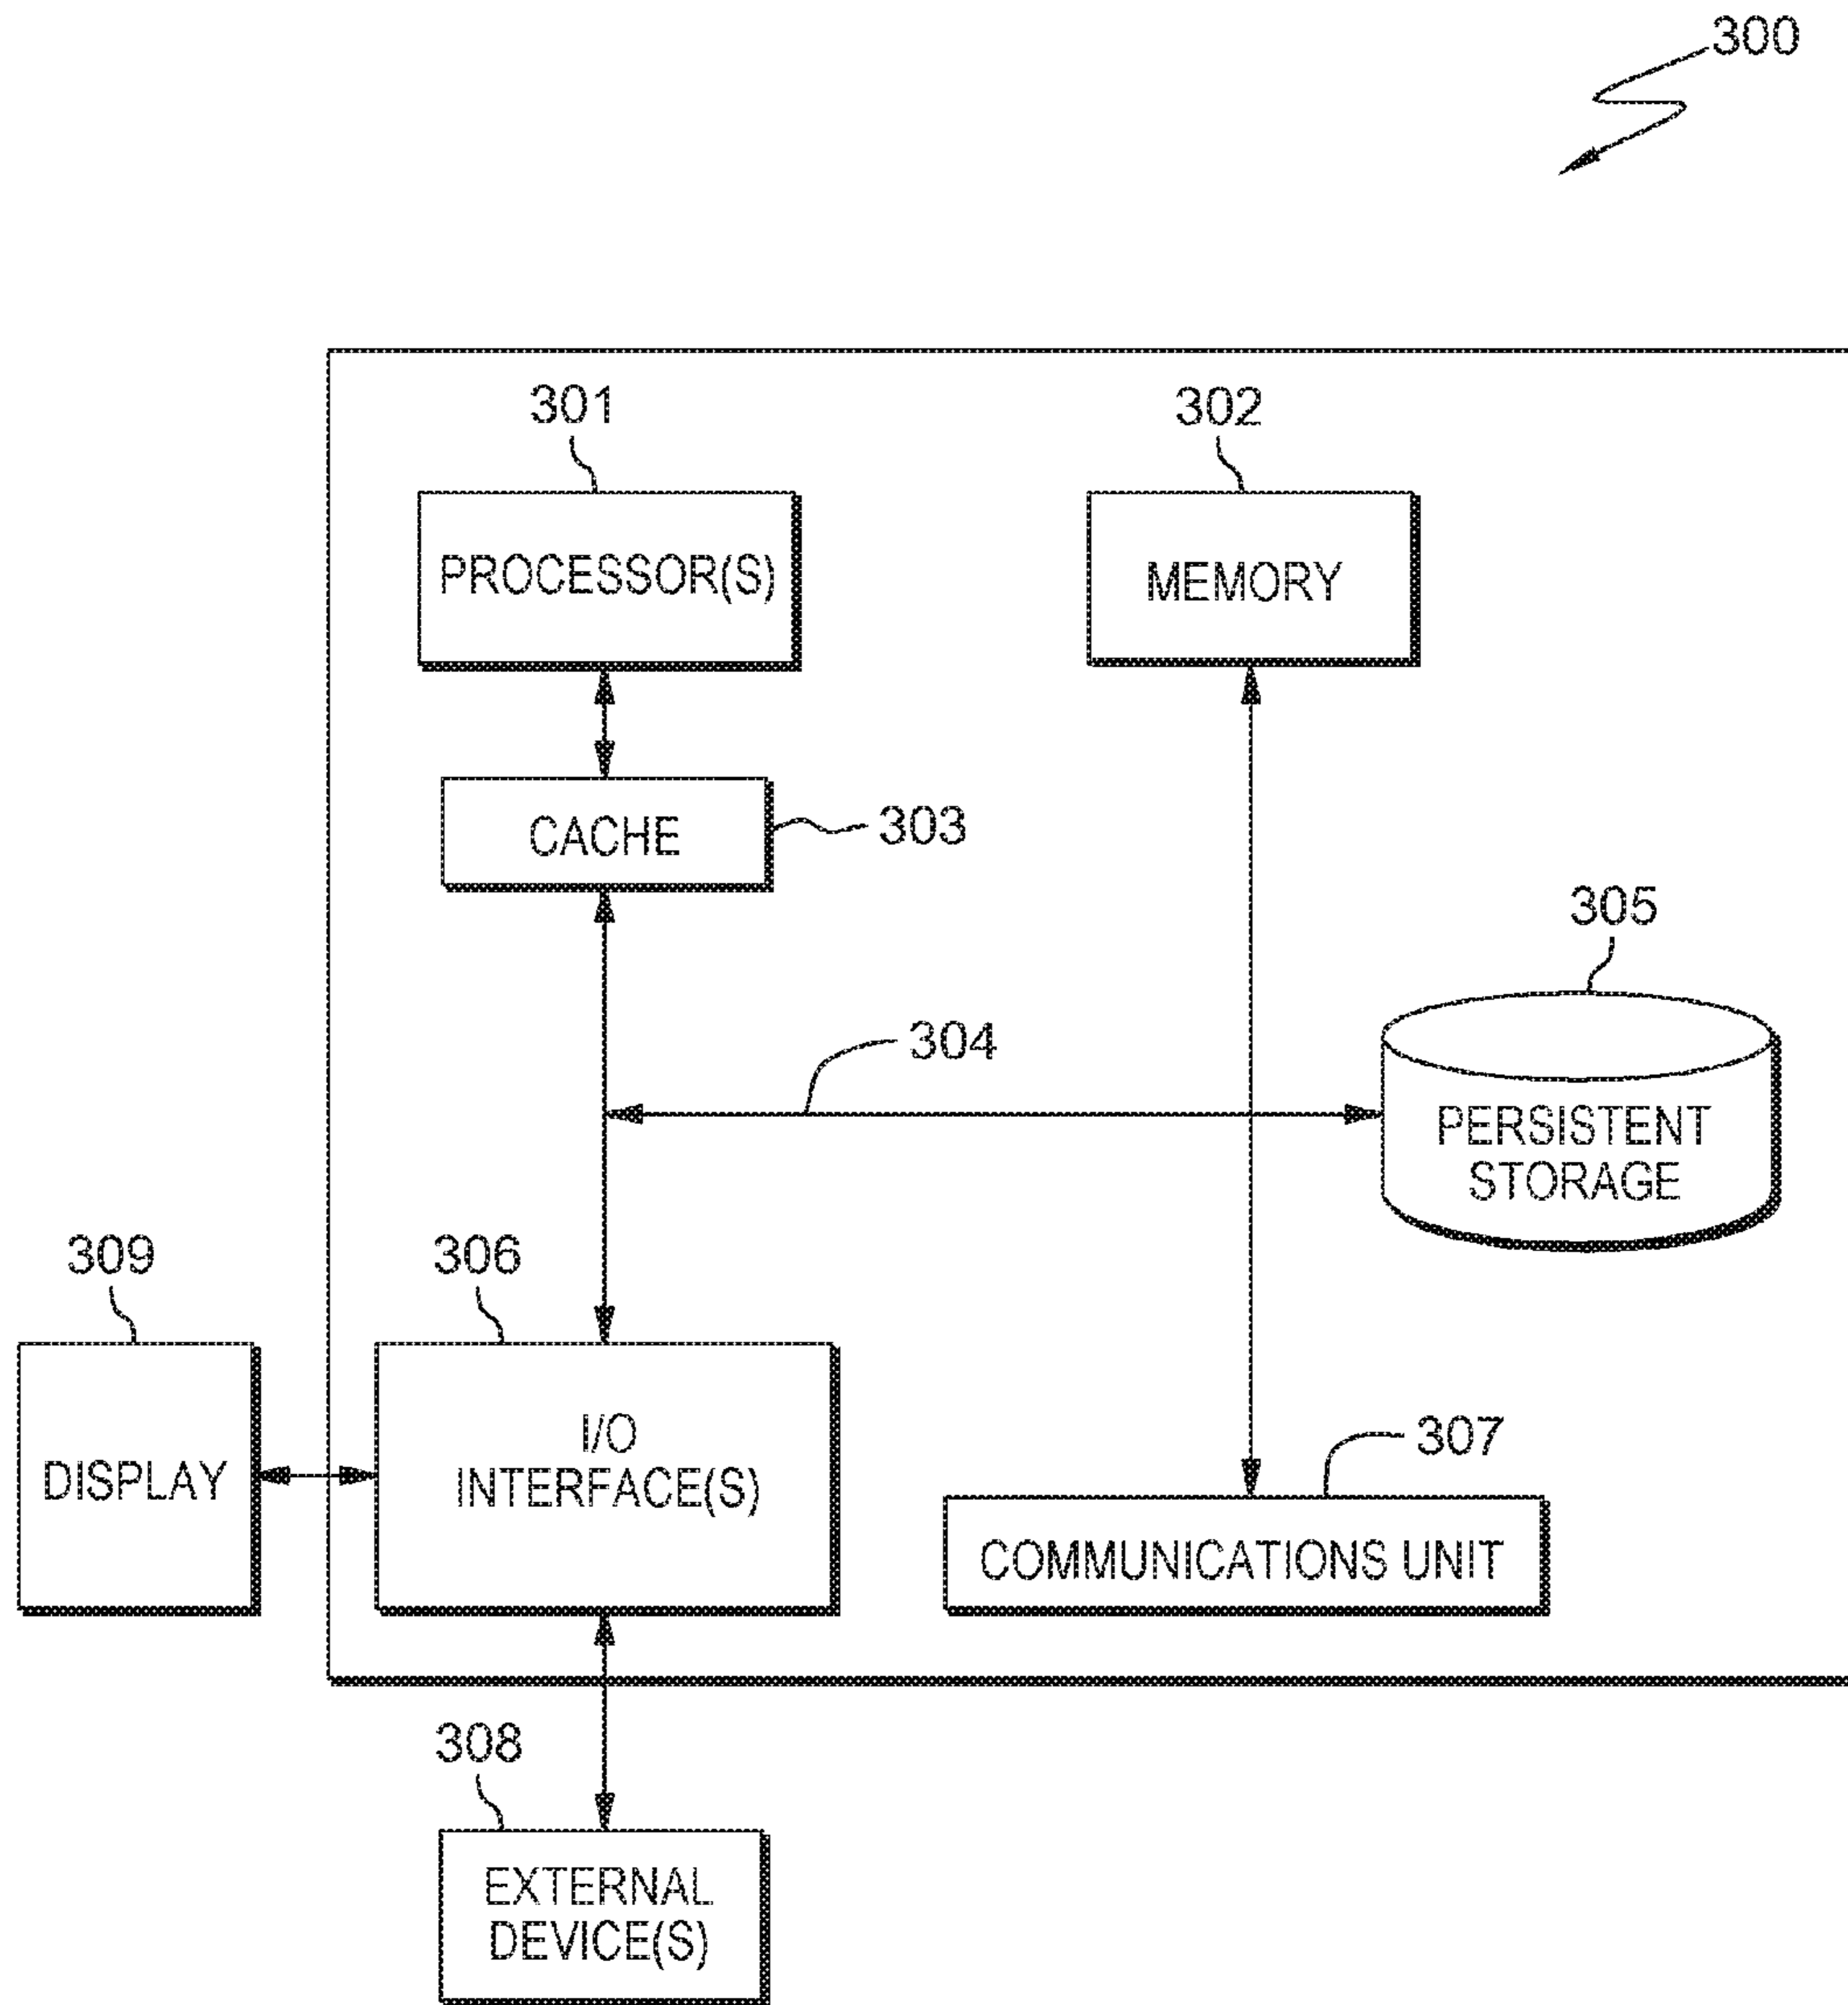 300
301
302
PROCESSOR(S)
MEMORY
CACHE
303
305
304
PERSISTENT
STORAGE
309
306
I/O
INTERFACE(S)
DISPLAY
307
COMMUNICATIONS UNIT
308
EXTERNAL
DEVICE(S)